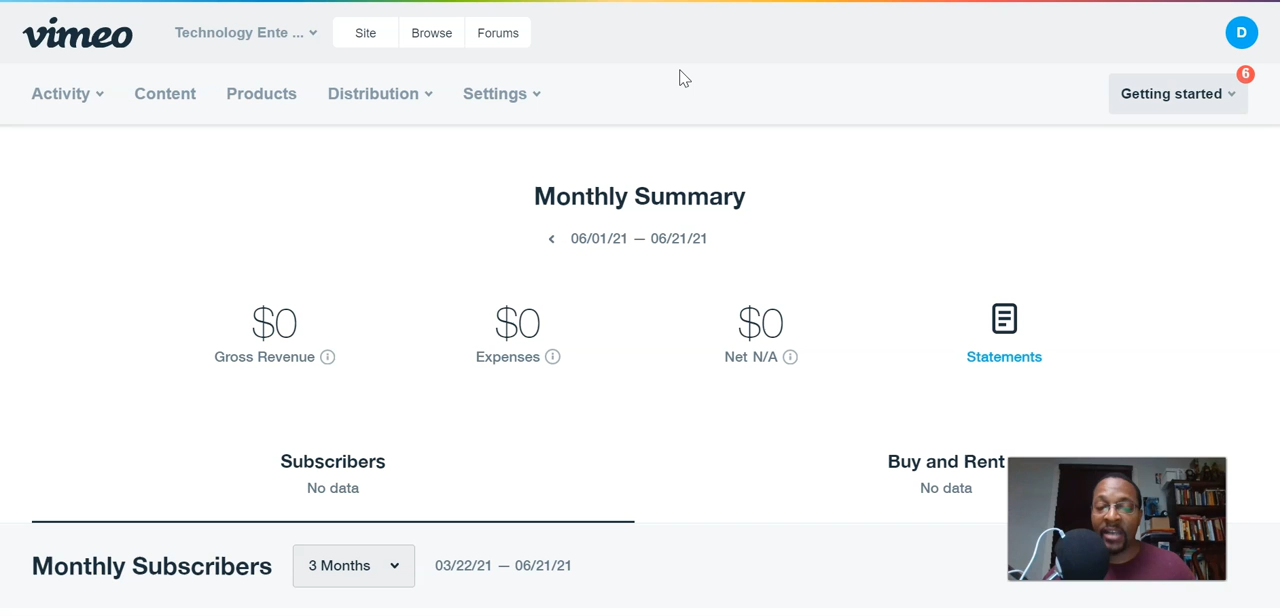 vimeo Technology Ente ... Site Browse Forums D
Activity Content Products Distribution Settings Getting started 6
Monthly Summary
06/01/21 — 06/21/21
$0 $0 $0
Gross Revenue Expenses Net N/A Statements
Subscribers Buy and Rent
No data No data
Monthly Subscribers 3 Months 03/22/21 — 06/21/21